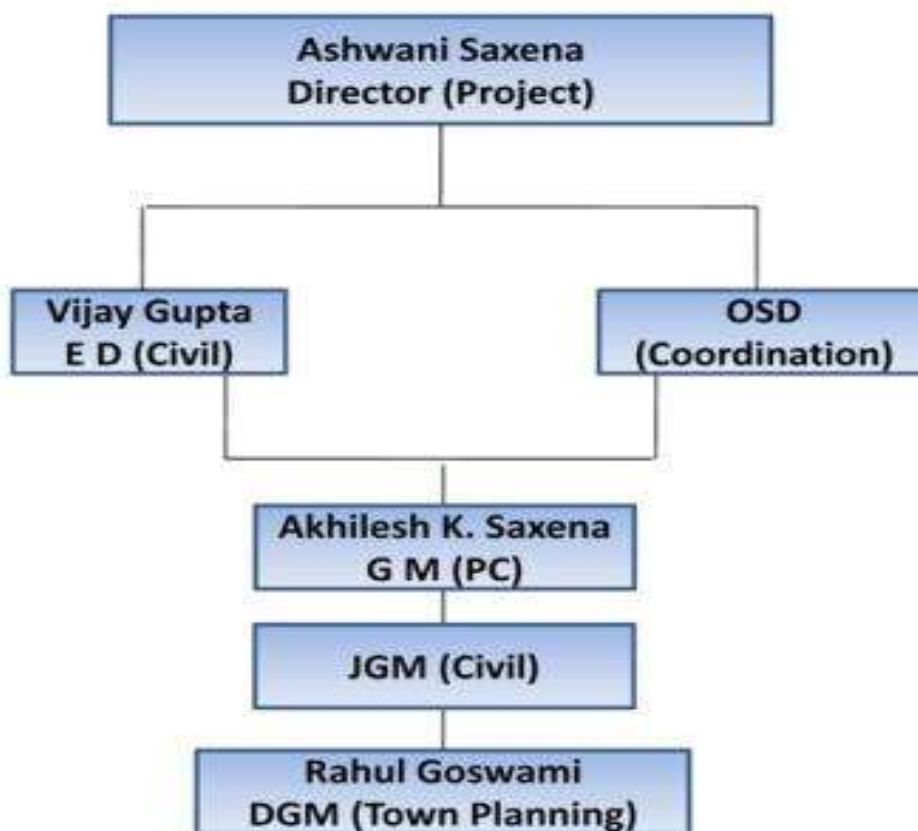 Ashwani Saxena
Director (Project)
Vijay Gupta
E D (Civil)
OSD
(Coordination)
Akhilesh K. Saxena
G M (PC)
JGM (Civil)
Rahul Goswami
DGM (Town Planning)